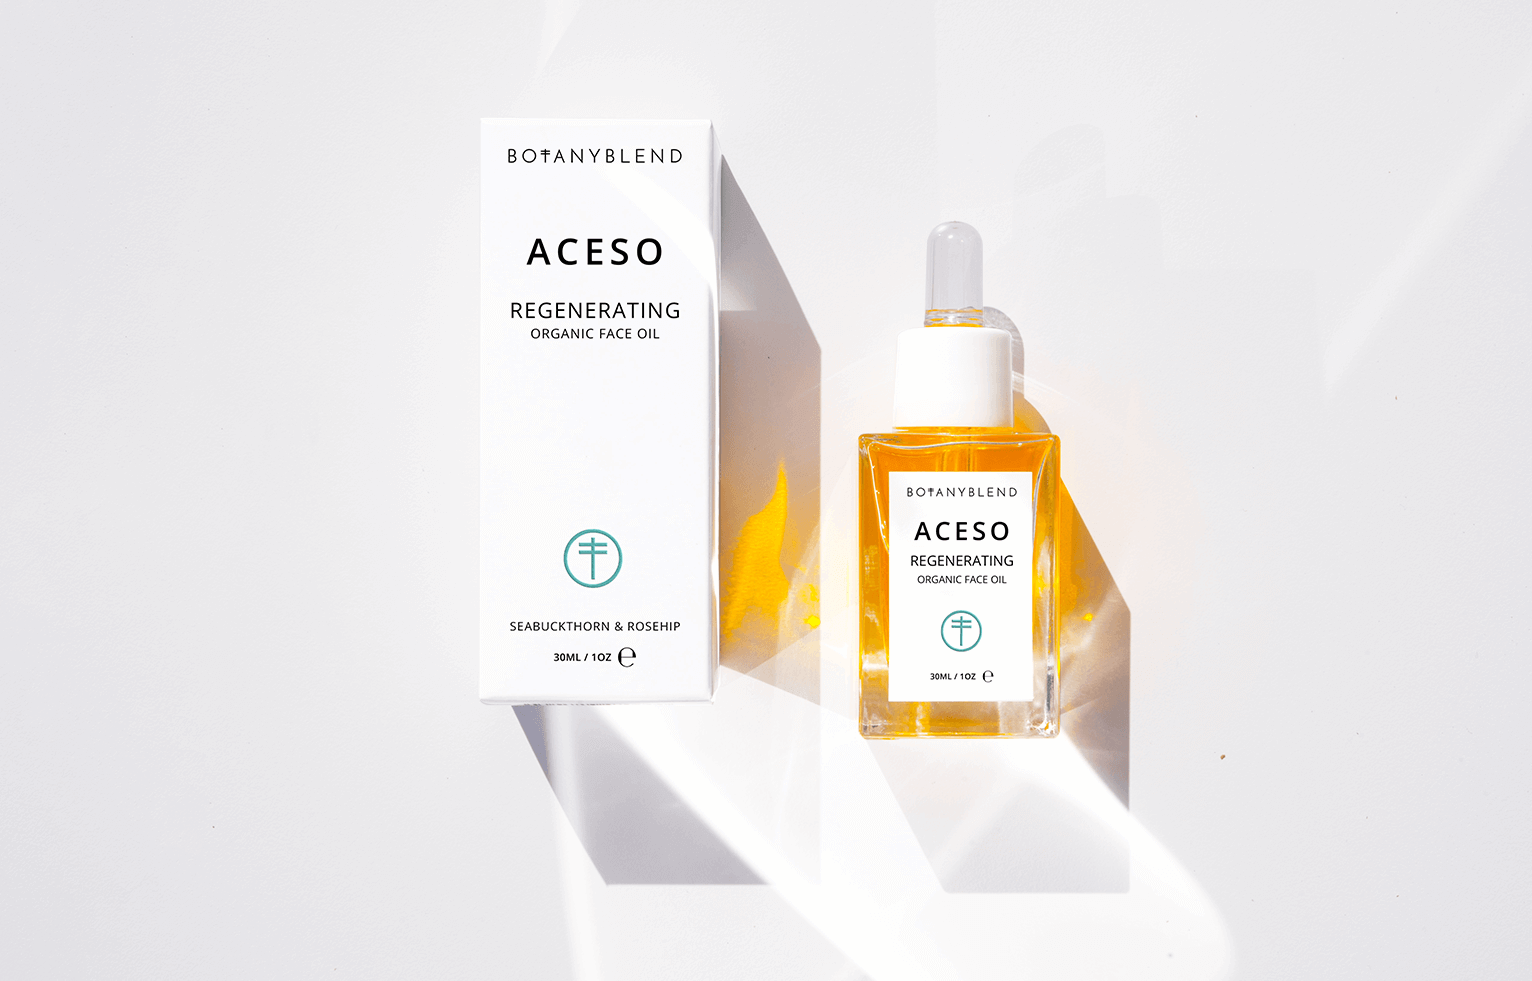 BOTANYBLEND
ACESO
REGENERATING
ORGANIC FACE OIL
SEABUCKTHORN & ROSEHIP
30ML / 1OZ ℮
BOTANYBLEND
ACESO
REGENERATING
ORGANIC FACE OIL
30ML / 1OZ ℮